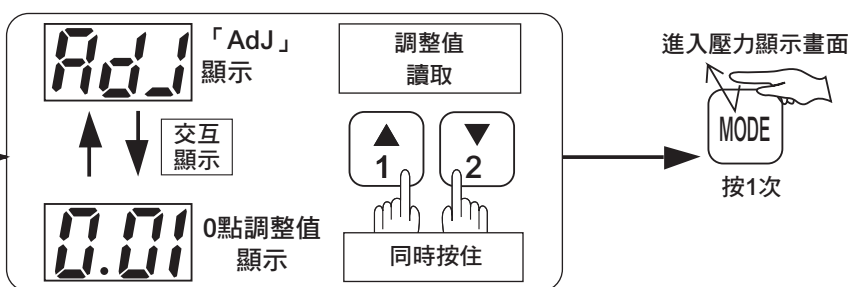 AdJ
「AdJ」
顯示
調整值
讀取
進入壓力顯示畫面
交互
顯示
▲
1
▼
2
MODE
按1次
0.01
0點調整值
顯示
同時按住